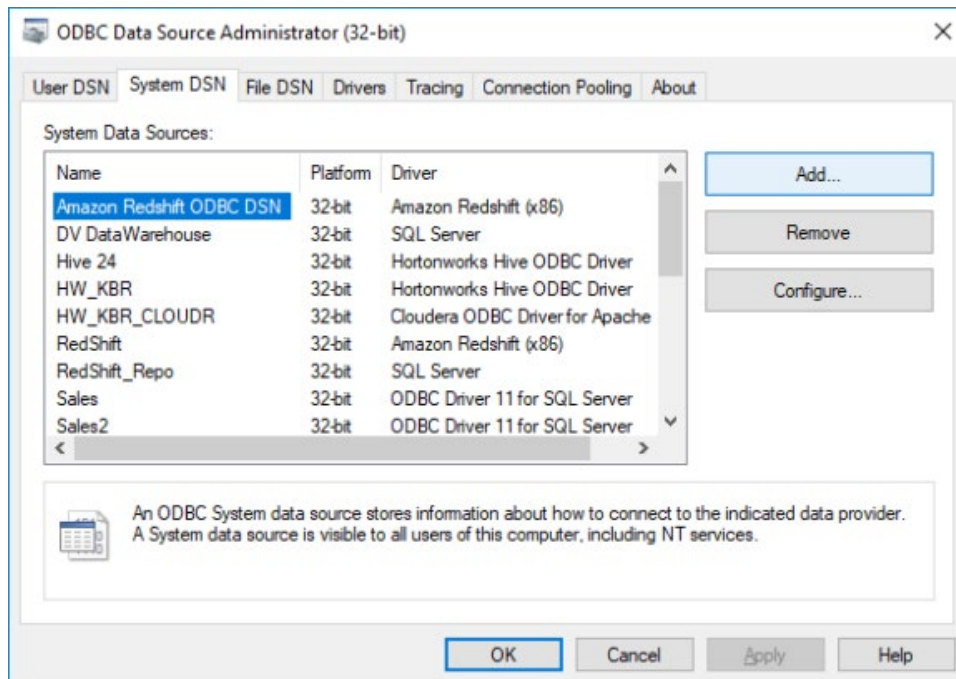 ODBC Data Source Administrator (32-bit)
User DSN System DSN File DSN Drivers Tracing Connection Pooling About
System Data Sources:
Name Platform Driver
Amazon Redshift ODBC DSN 32-bit Amazon Redshift (x86)
DV DataWarehouse 32-bit SQL Server
Hive 24 32-bit Hortonworks Hive ODBC Driver
HW_KBR 32-bit Hortonworks Hive ODBC Driver
HW_KBR_CLOUDR 32-bit Cloudera ODBC Driver for Apache
RedShift 32-bit Amazon Redshift (x86)
RedShift_Repo 32-bit SQL Server
Sales 32-bit ODBC Driver 11 for SQL Server
Sales2 32-bit ODBC Driver 11 for SQL Server
Add...
Remove
Configure...
An ODBC System data source stores information about how to connect to the indicated data provider.
A System data source is visible to all users of this computer, including NT services.
OK Cancel Apply Help